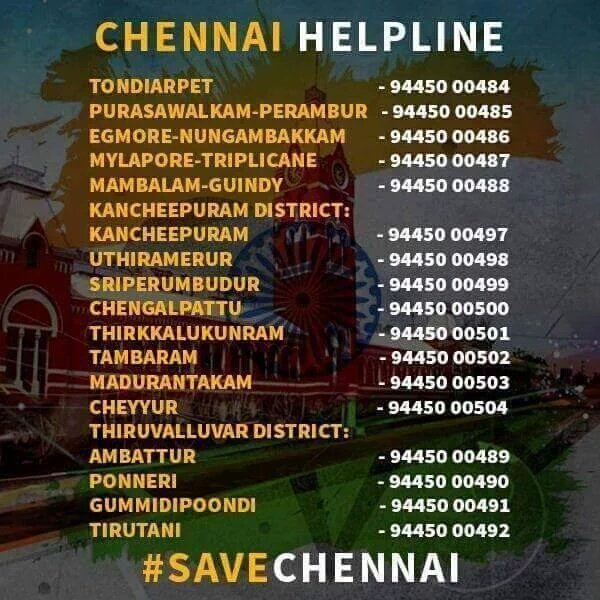 CHENNAI HELPLINE
TONDIARPET - 94450 00484
PURASAWALKAM-PERAMBUR - 94450 00485
EGMORE-NUNGAMBAKKAM - 94450 00486
MYLAPORE-TRIPLICANE - 94450 00487
MAMBALAM-GUINDY - 94450 00488
KANCHEEPURAM DISTRICT:
KANCHEEPURAM - 94450 00497
UTHIRAMERUR - 94450 00498
SRIPERUMBUDUR - 94450 00499
CHENGALPATTU - 94450 00500
THIRKKALUKUNRAM - 94450 00501
TAMBARAM - 94450 00502
MADURANTAKAM - 94450 00503
CHEYYUR - 94450 00504
THIRUVALLUVAR DISTRICT:
AMBATTUR - 94450 00489
PONNERI - 94450 00490
GUMMIDIPOONDI - 94450 00491
TIRUTANI - 94450 00492
#SAVECHENNAI